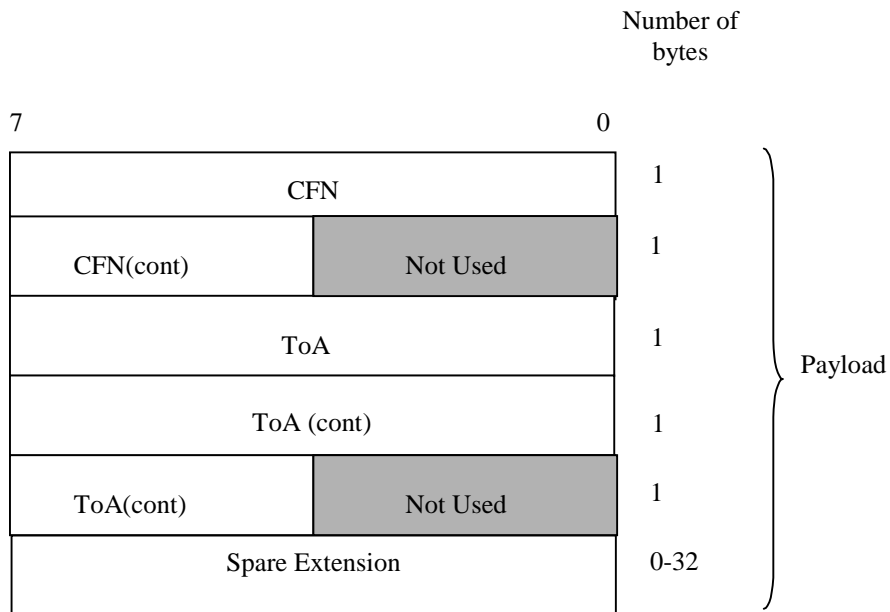 Number of
bytes
7 0
CFN 1
CFN(cont) Not Used 1
ToA 1
Payload
ToA (cont) 1
ToA(cont) Not Used 1
Spare Extension 0-32